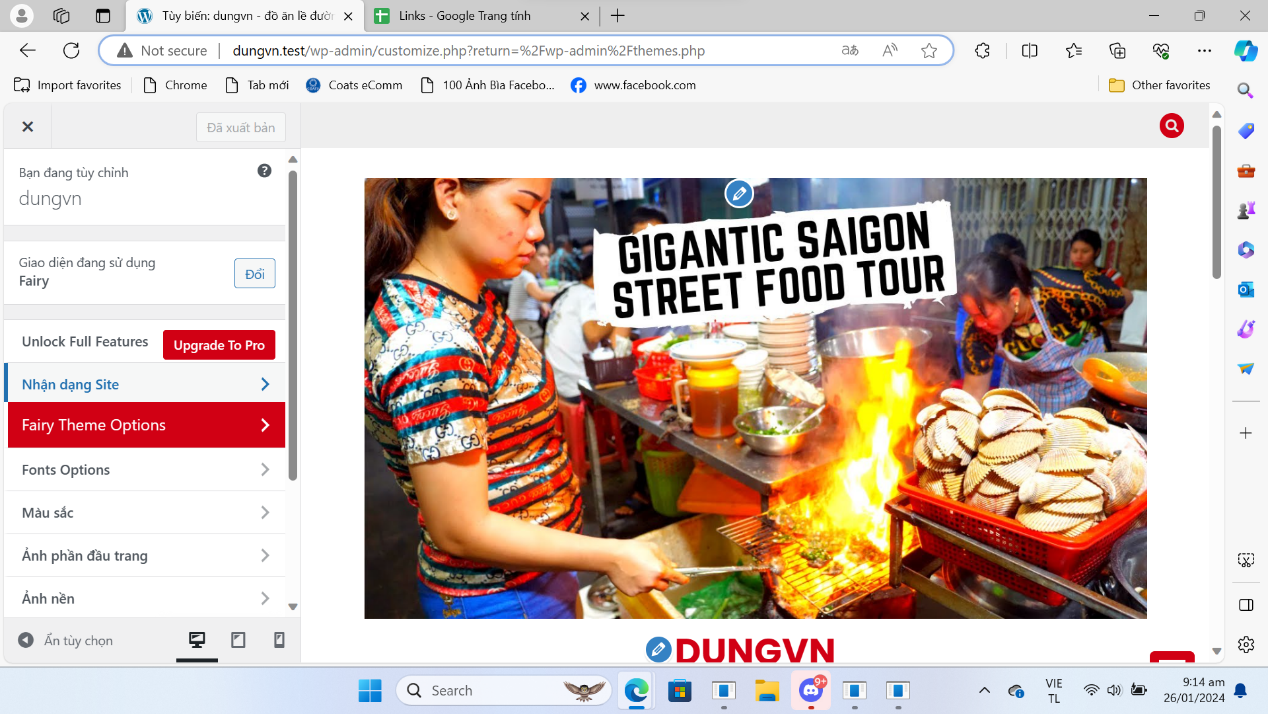 Tùy biến: dungvn - đồ ăn lề đườn
Links - Google Trang tính
Not secure
dungvn.test/wp-admin/customize.php?return=%2Fwp-admin%2Fthemes.php
Import favorites
Chrome
Tab mới
Coats eComm
100 Ảnh Bìa Facebo...
www.facebook.com
Other favorites
Đã xuất bản
Bạn đang tùy chỉnh
dungvn
Giao diện đang sử dụng
Fairy
Đổi
Unlock Full Features
Upgrade To Pro
Nhận dạng Site
Fairy Theme Options
Fonts Options
Màu sắc
Ảnh phần đầu trang
Ảnh nền
Ẩn tùy chọn
GIGANTIC SAIGON
STREET FOOD TOUR
DUNGVN
Search
9+
VIE
TL
9:14 am
26/01/2024